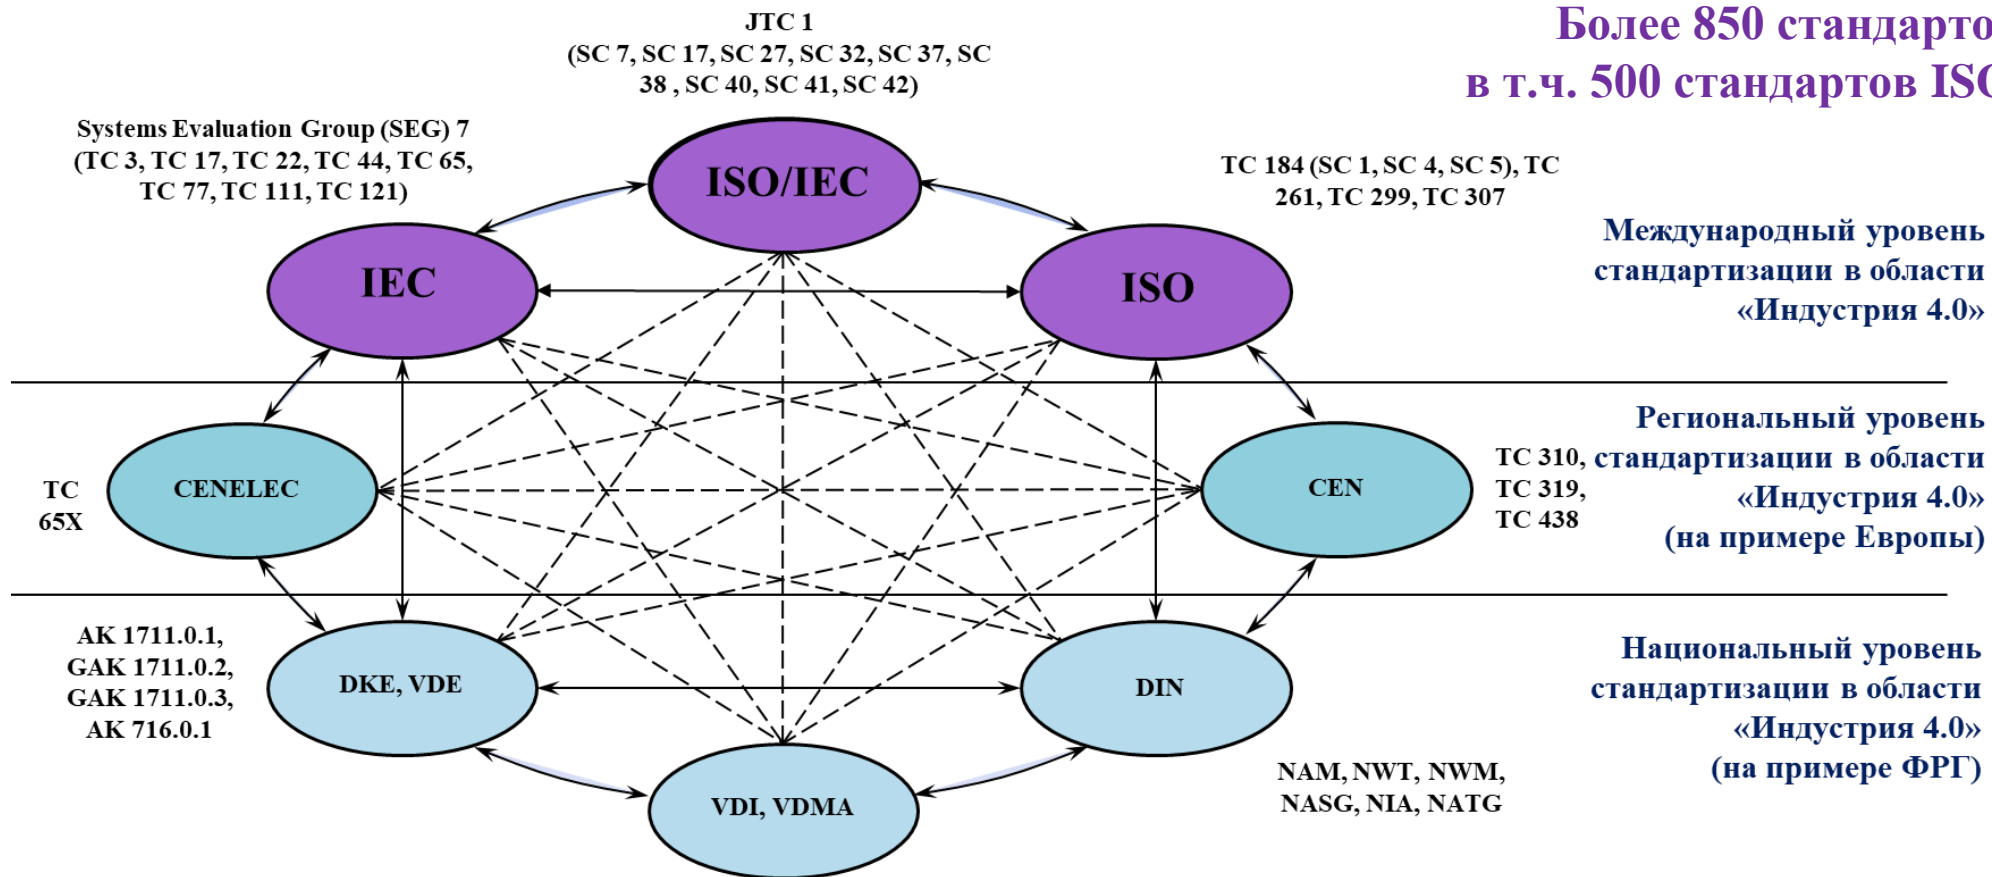 JTC 1
(SC 7, SC 17, SC 27, SC 32, SC 37, SC
38 , SC 40, SC 41, SC 42)
Более 850 стандарто
в т.ч. 500 стандартов ISO
Systems Evaluation Group (SEG) 7
(TC 3, TC 17, TC 22, TC 44, TC 65,
TC 77, TC 111, TC 121)
ISO/IEC
TC 184 (SC 1, SC 4, SC 5), TC
261, TC 299, TC 307
IEC
ISO
Международный уровень
стандартизации в области
«Индустрия 4.0»
TC
65X
CENELEC
CEN
TC 310,
TC 319,
TC 438
Региональный уровень
стандартизации в области
«Индустрия 4.0»
(на примере Европы)
AK 1711.0.1,
GAK 1711.0.2,
GAK 1711.0.3,
AK 716.0.1
DKE, VDE
DIN
Национальный уровень
стандартизации в области
«Индустрия 4.0»
(на примере ФРГ)
VDI, VDMA
NAM, NWT, NWM,
NASG, NIA, NATG